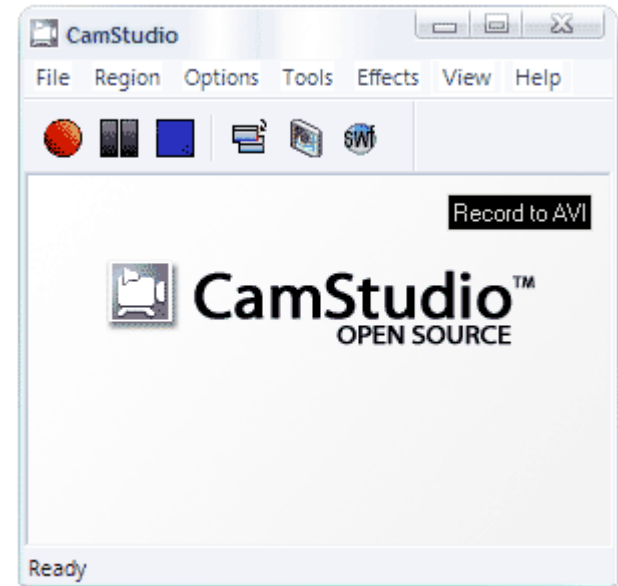 CamStudio
File Region Options Tools Effects View Help
swf
Record to AVI
CamStudio™
OPEN SOURCE
Ready